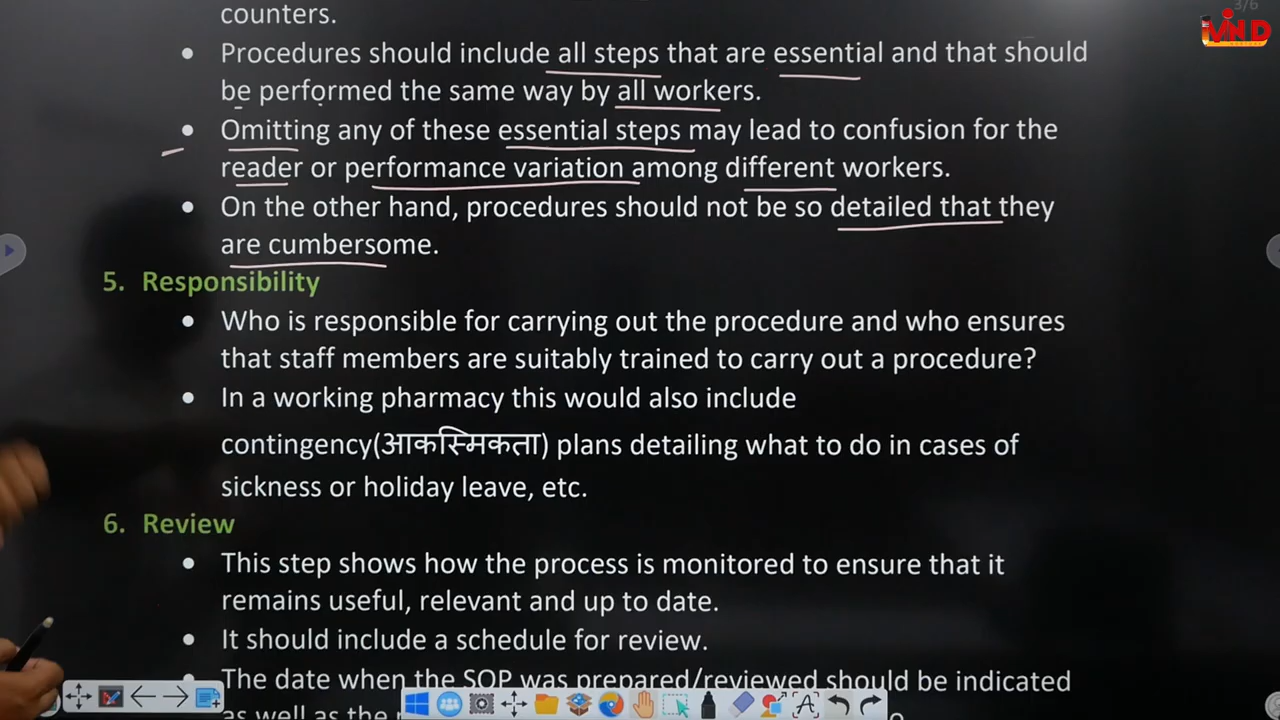 3/6
counters.
• Procedures should include all steps that are essential and that should
be performed the same way by all workers.
• Omitting any of these essential steps may lead to confusion for the
reader or performance variation among different workers.
• On the other hand, procedures should not be so detailed that they
are cumbersome.
5. Responsibility
• Who is responsible for carrying out the procedure and who ensures
that staff members are suitably trained to carry out a procedure?
• In a working pharmacy this would also include
contingency(आकस्मिकता) plans detailing what to do in cases of
sickness or holiday leave, etc.
6. Review
• This step shows how the process is monitored to ensure that it
remains useful, relevant and up to date.
• It should include a schedule for review.
• The date when the SOP was prepared/reviewed should be indicated
as well as the